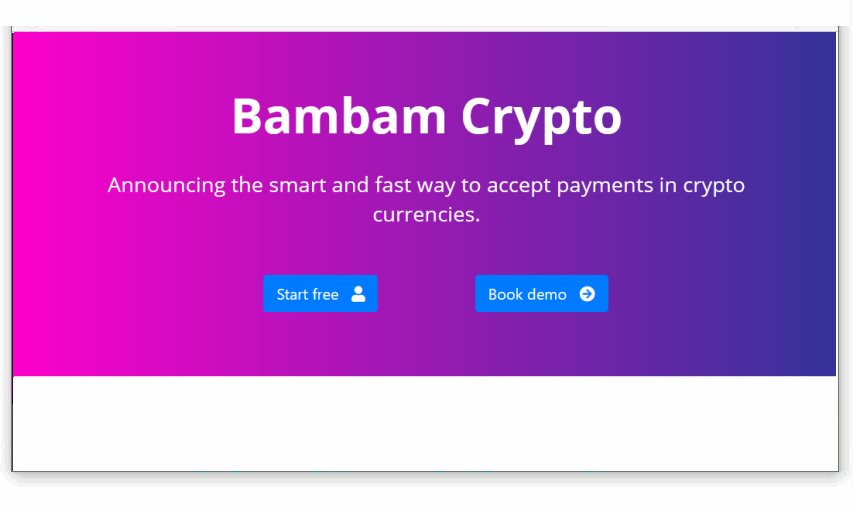 Bambam Crypto
Announcing the smart and fast way to accept payments in crypto
currencies.
Start free
Book demo